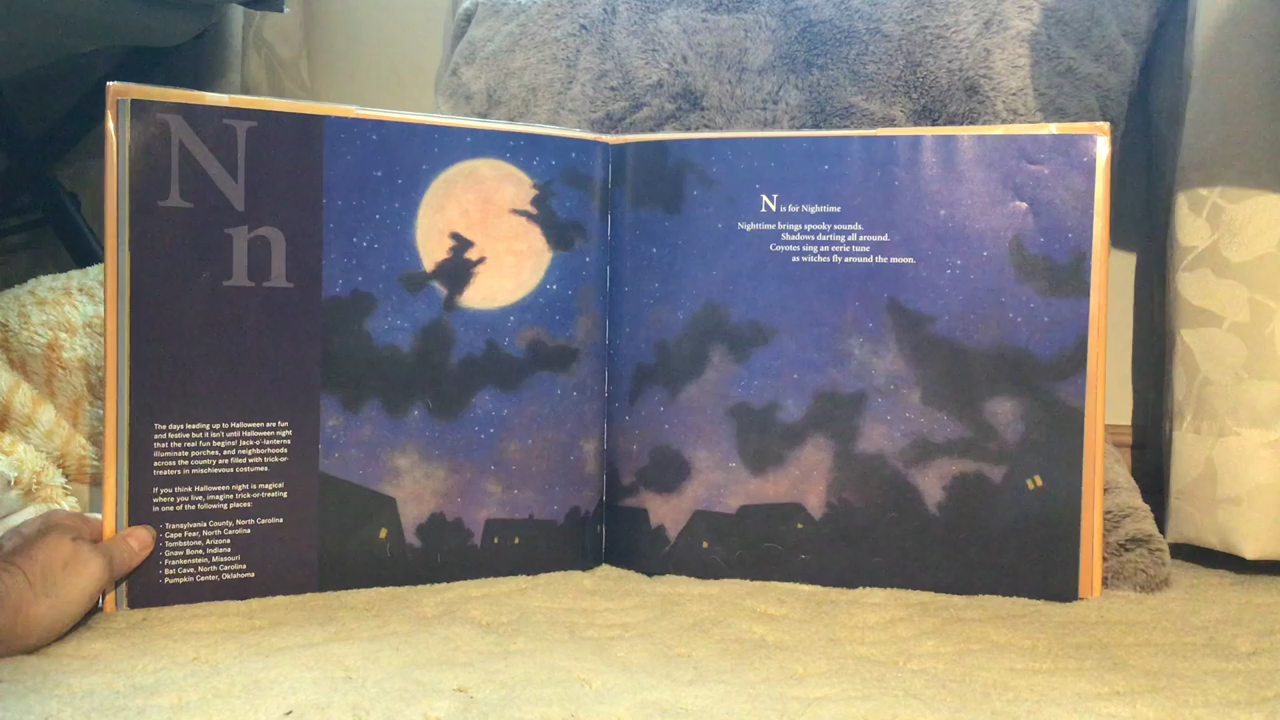 N
n
The days leading up to Halloween are fun
and festive but it isn't until Halloween night
that the real fun begins! Jack-o'-lanterns
illuminate porches, and neighborhoods
across the country are filled with trick-or-
treaters in mischievous costumes.
If you think Halloween night is magical
where you live, imagine trick-or-treating
in one of the following places:
• Transylvania County, North Carolina
• Cape Fear, North Carolina
• Tombstone, Arizona
• Gnaw Bone, Indiana
• Frankenstein, Missouri
• Bat Cave, North Carolina
• Pumpkin Center, Oklahoma
N is for Nighttime
Nighttime brings spooky sounds.
Shadows darting all around.
Coyotes sing an eerie tune
as witches fly around the moon.